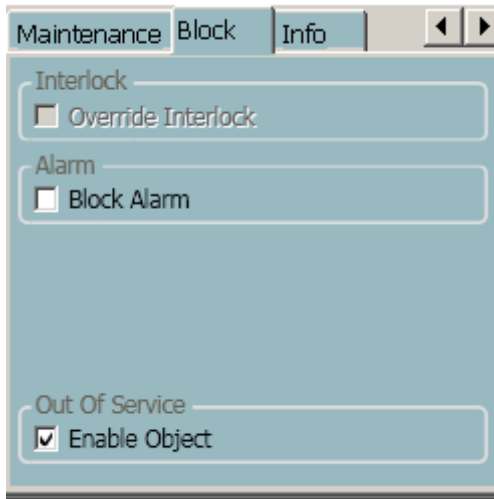 Maintenance Block Info
Interlock
Override Interlock
Alarm
Block Alarm
Out Of Service
Enable Object